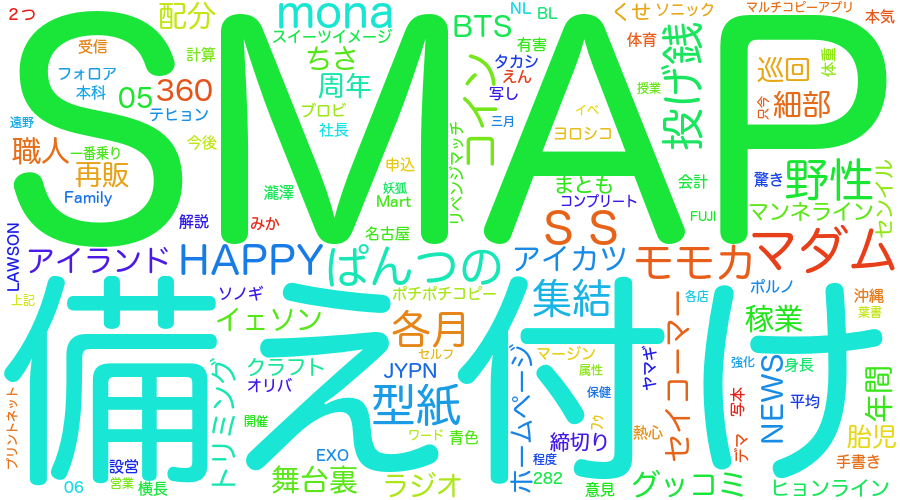 2つ
配分
mona
BTS
NL
BL
くせ
ソニック
マルチコピーアプリ
本気
SMAP
受信
計算
スイーツイメージ
ちさ
有害
体育
投げ銭
巡回
体重
フォロア
本科
360
05
周年
タカシ
えん
写し
コイン
授業
只今
細部
遠野
テヒョン
ブロビ
社長
三月
イベ
ヨロシコ
職人
一番乗り
今後
再販
申込
リベンジマッチ
まとも
会計
驚き
野性
センイル
Family
瀧澤
妖狐
Mart
コンプリート
解説
みか
名古屋
S S
FUJI
マンネライン
LAWSON
アイランド
HAPPY
ぱんつの
アイカツ
モモカ
マダム
上記
備え付け
ソノギ
ポチポチコピー
集結
各店
ポルノ
沖縄
葉書
イェソン
各月
稼業
セルフ
マージン
クラフト
オリバ
JYPN
属性
ヤマギ
強化
NEWS
身長
年間
プリントネット
トリミング
型紙
ホームページ
保健
セイコーマー
写本
平均
開催
ワード
青色
締切り
フゥ
熱心
デマ
胎児
設営
EXO
程度
手書き
06
営業
横長
舞台裏
ラジオ
282
意見
グッコミ
ヒョンライン